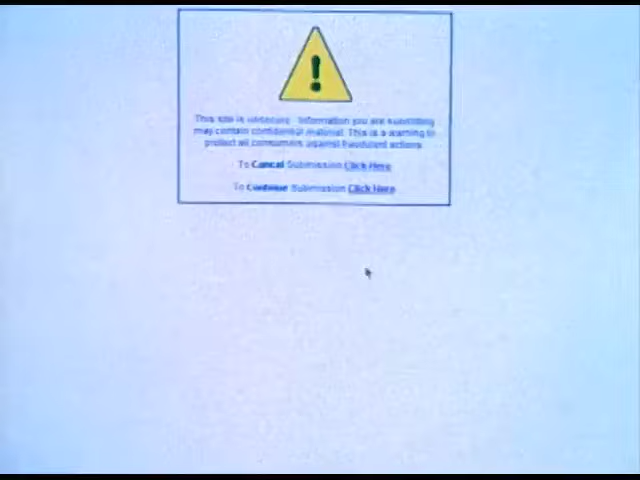 This site is unsecure. Information you are submitting
may contain confidential material. This is a warning to
protect all consumers against fraudulent actions.
To Cancel Submission Click Here
To Continue Submission Click Here